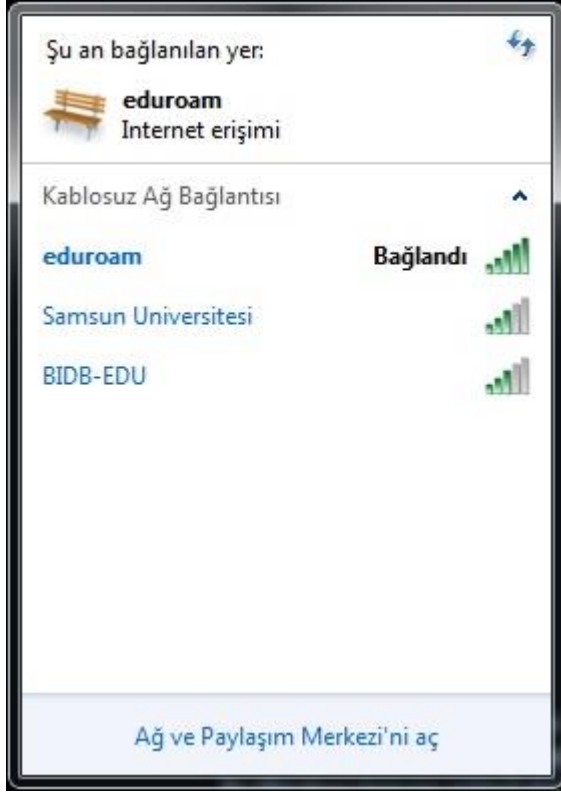 Şu an bağlanılan yer:
eduroam
Internet erişimi
Kablosuz Ağ Bağlantısı
eduroam Bağlandı
Samsun Universitesi
BIDB-EDU
Ağ ve Paylaşım Merkezi'ni aç